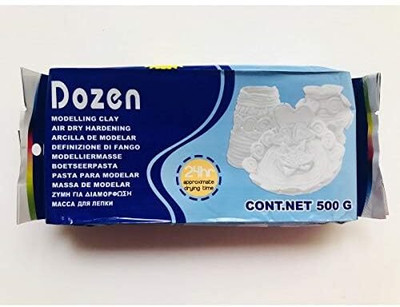 Dozen
MODELLING CLAY
AIR DRY HARDENING
ARCILLA DE MODELAR
DEFINIZIONE DI FANGO
MODELLIERMASSE
BOETSEERPASTA
PASTA PARA MODELAR
MASSA DE MODELAR
ΖΥΜΗ ΓΙΑ ΔΙΑΜΟΡΦΩΣΗ
МАССА ДЛЯ ЛЕПКИ
24hr
approximate
drying time
CONT.NET 500 G